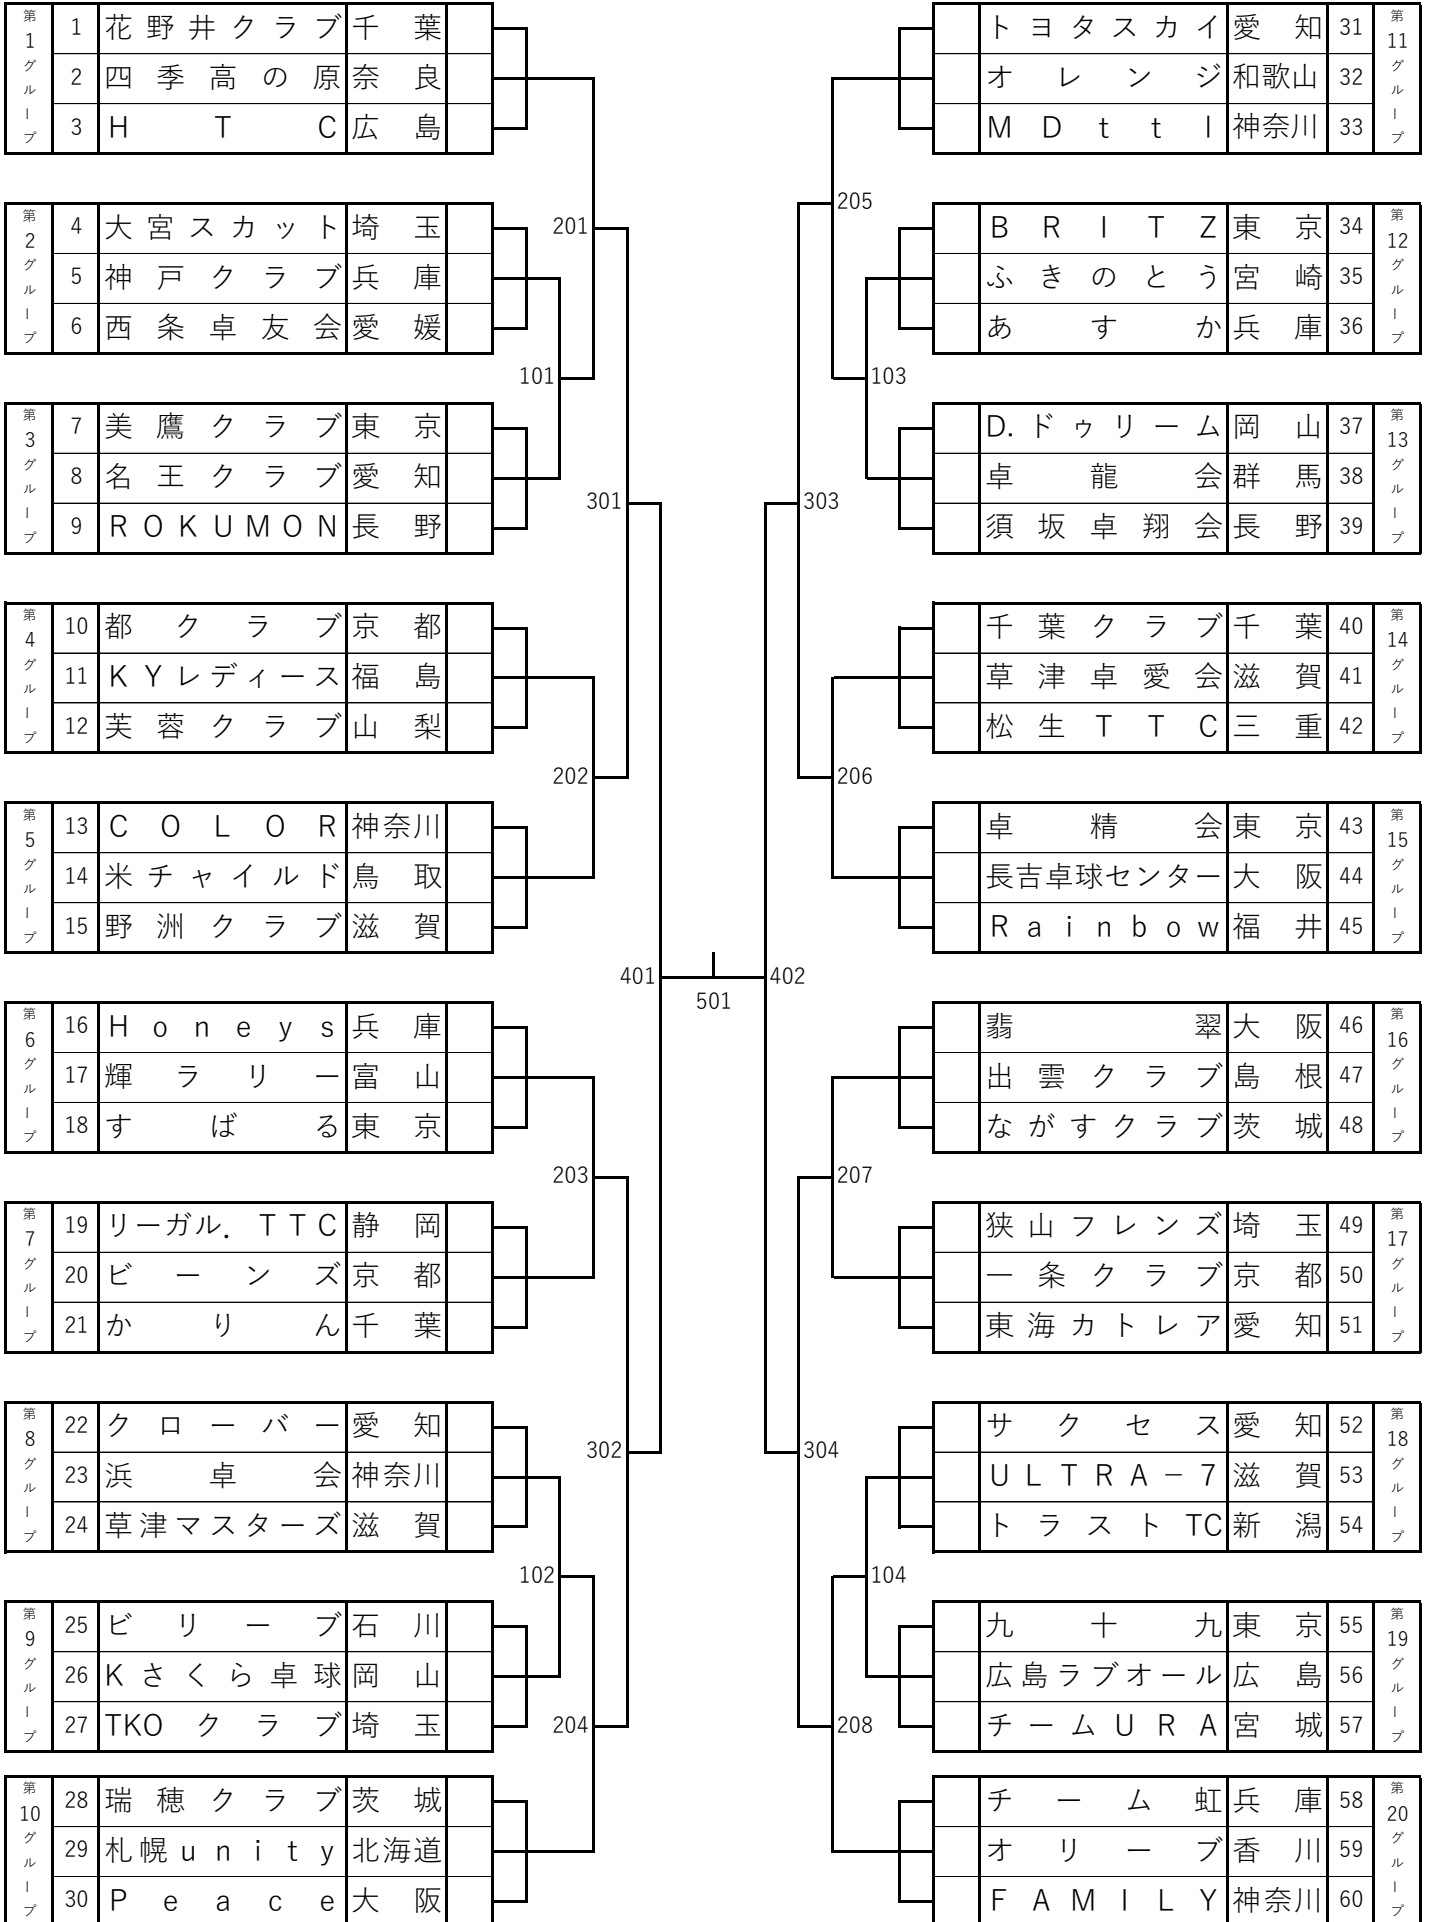 第1グループ
1 花野井クラブ 千葉
2 四季高の原 奈良
3 HTC 広島
第2グループ
4 大宮スカット 埼玉
5 神戸クラブ 兵庫
6 西条卓友会 愛媛
第3グループ
7 美鷹クラブ 東京
8 名王クラブ 愛知
9 ROKUMON 長野
第4グループ
10 都クラブ 京都
11 KYレディース 福島
12 芙蓉クラブ 山梨
第5グループ
13 COLOR 神奈川
14 米チャイルド 鳥取
15 野洲クラブ 滋賀
第6グループ
16 Honeys 兵庫
17 輝ラリー 富山
18 すばる 東京
第7グループ
19 リーガル．TTC 静岡
20 ビーンズ 京都
21 かりん 千葉
第8グループ
22 クローバー 愛知
23 浜卓会 神奈川
24 草津マスターズ 滋賀
第9グループ
25 ビリーブ 石川
26 Kさくら卓球 岡山
27 TKOクラブ 埼玉
第10グループ
28 瑞穂クラブ 茨城
29 札幌unity 北海道
30 Peace 大阪
201
101
301
202
401
203
302
102
204
501
205
103
303
206
402
207
304
104
208
トヨタスカイ 愛知 31
オレンジ 和歌山 32
MDttl 神奈川 33
第11グループ
BRITZ 東京 34
ふきのとう 宮崎 35
あすか 兵庫 36
第12グループ
D.ドゥリーム 岡山 37
卓龍会 群馬 38
須坂卓翔会 長野 39
第13グループ
千葉クラブ 千葉 40
草津卓愛会 滋賀 41
松生TTC 三重 42
第14グループ
卓精会 東京 43
長吉卓球センター 大阪 44
Rainbow 福井 45
第15グループ
翡翠 大阪 46
出雲クラブ 島根 47
ながすクラブ 茨城 48
第16グループ
狭山フレンズ 埼玉 49
一条クラブ 京都 50
東海カトレア 愛知 51
第17グループ
サクセス 愛知 52
ULTRA－7 滋賀 53
トラストTC 新潟 54
第18グループ
九十九 東京 55
広島ラブオール 広島 56
チームURA 宮城 57
第19グループ
チーム虹 兵庫 58
オリーブ 香川 59
FAMILY 神奈川 60
第20グループ